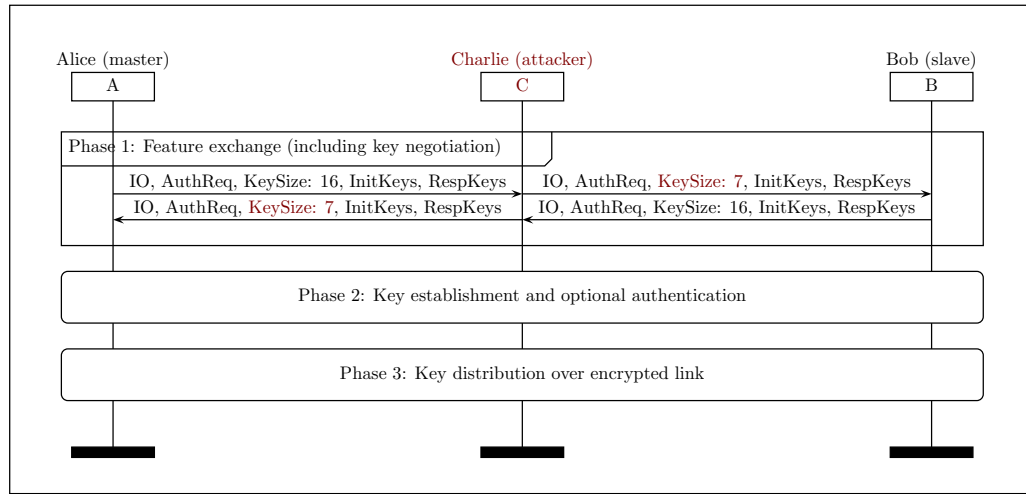 Alice (master)
Charlie (attacker)
Bob (slave)
A
C
B
Phase 1: Feature exchange (including key negotiation)
IO, AuthReq, KeySize: 16, InitKeys, RespKeys
IO, AuthReq, KeySize: 7, InitKeys, RespKeys
IO, AuthReq, KeySize: 7, InitKeys, RespKeys
IO, AuthReq, KeySize: 16, InitKeys, RespKeys
Phase 2: Key establishment and optional authentication
Phase 3: Key distribution over encrypted link